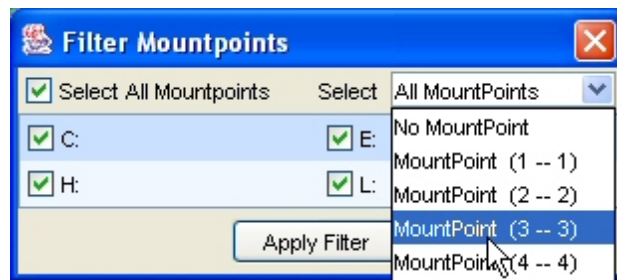 Filter Mountpoints
Select All Mountpoints Select All MountPoints
C: E: No MountPoint
MountPoint (1 -- 1)
H: L: MountPoint (2 -- 2)
MountPoint (3 -- 3)
Apply Filter
MountPoint (4 -- 4)